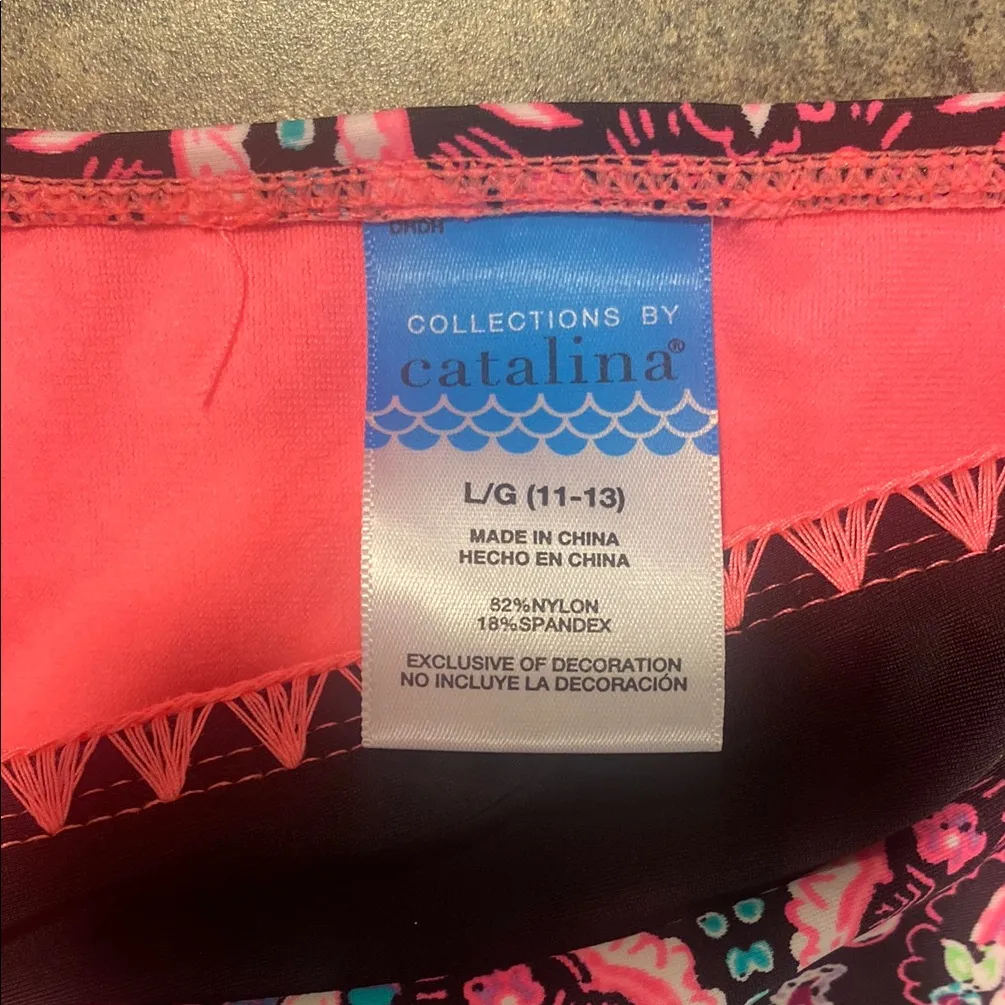 COLLECTIONS BY
catalina®
L/G (11-13)
MADE IN CHINA
HECHO EN CHINA
82%NYLON
18%SPANDEX
EXCLUSIVE OF DECORATION
NO INCLUYE LA DECORACIÓN